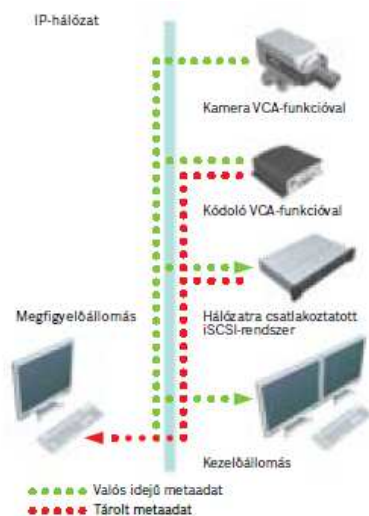 IP-hálózat
Kamera VCA-funkcióval
Kódoló VCA-funkcióval
Megfigyelőállomás
Hálózatra csatlakoztatott
iSCSI-rendszer
Kezelőállomás
Valós idejű metaadat
Tárolt metaadat